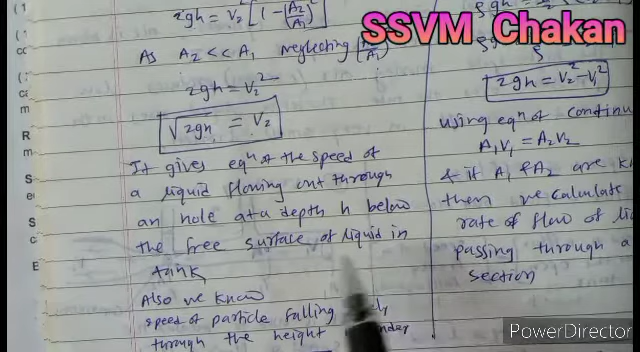 SSVM Chakan
2gh = V₂² [1 - (A₂/A₁)²]
As A₂ << A₁ neglecting (A₂/A₁)
2gh = V₂²
√2gh = V₂
It gives eqⁿ of the speed of
a liquid flowing out through
an hole at a depth h below
the free surface of liquid in
tank
Also we know
speed of particle falling
through the height
2gh = V₂² - V₁²
using eqⁿ of continu
A₁V₁ = A₂V₂
& if A₁ & A₂ are k
then we calculate
rate of flow of li
passing through a
section
PowerDirector